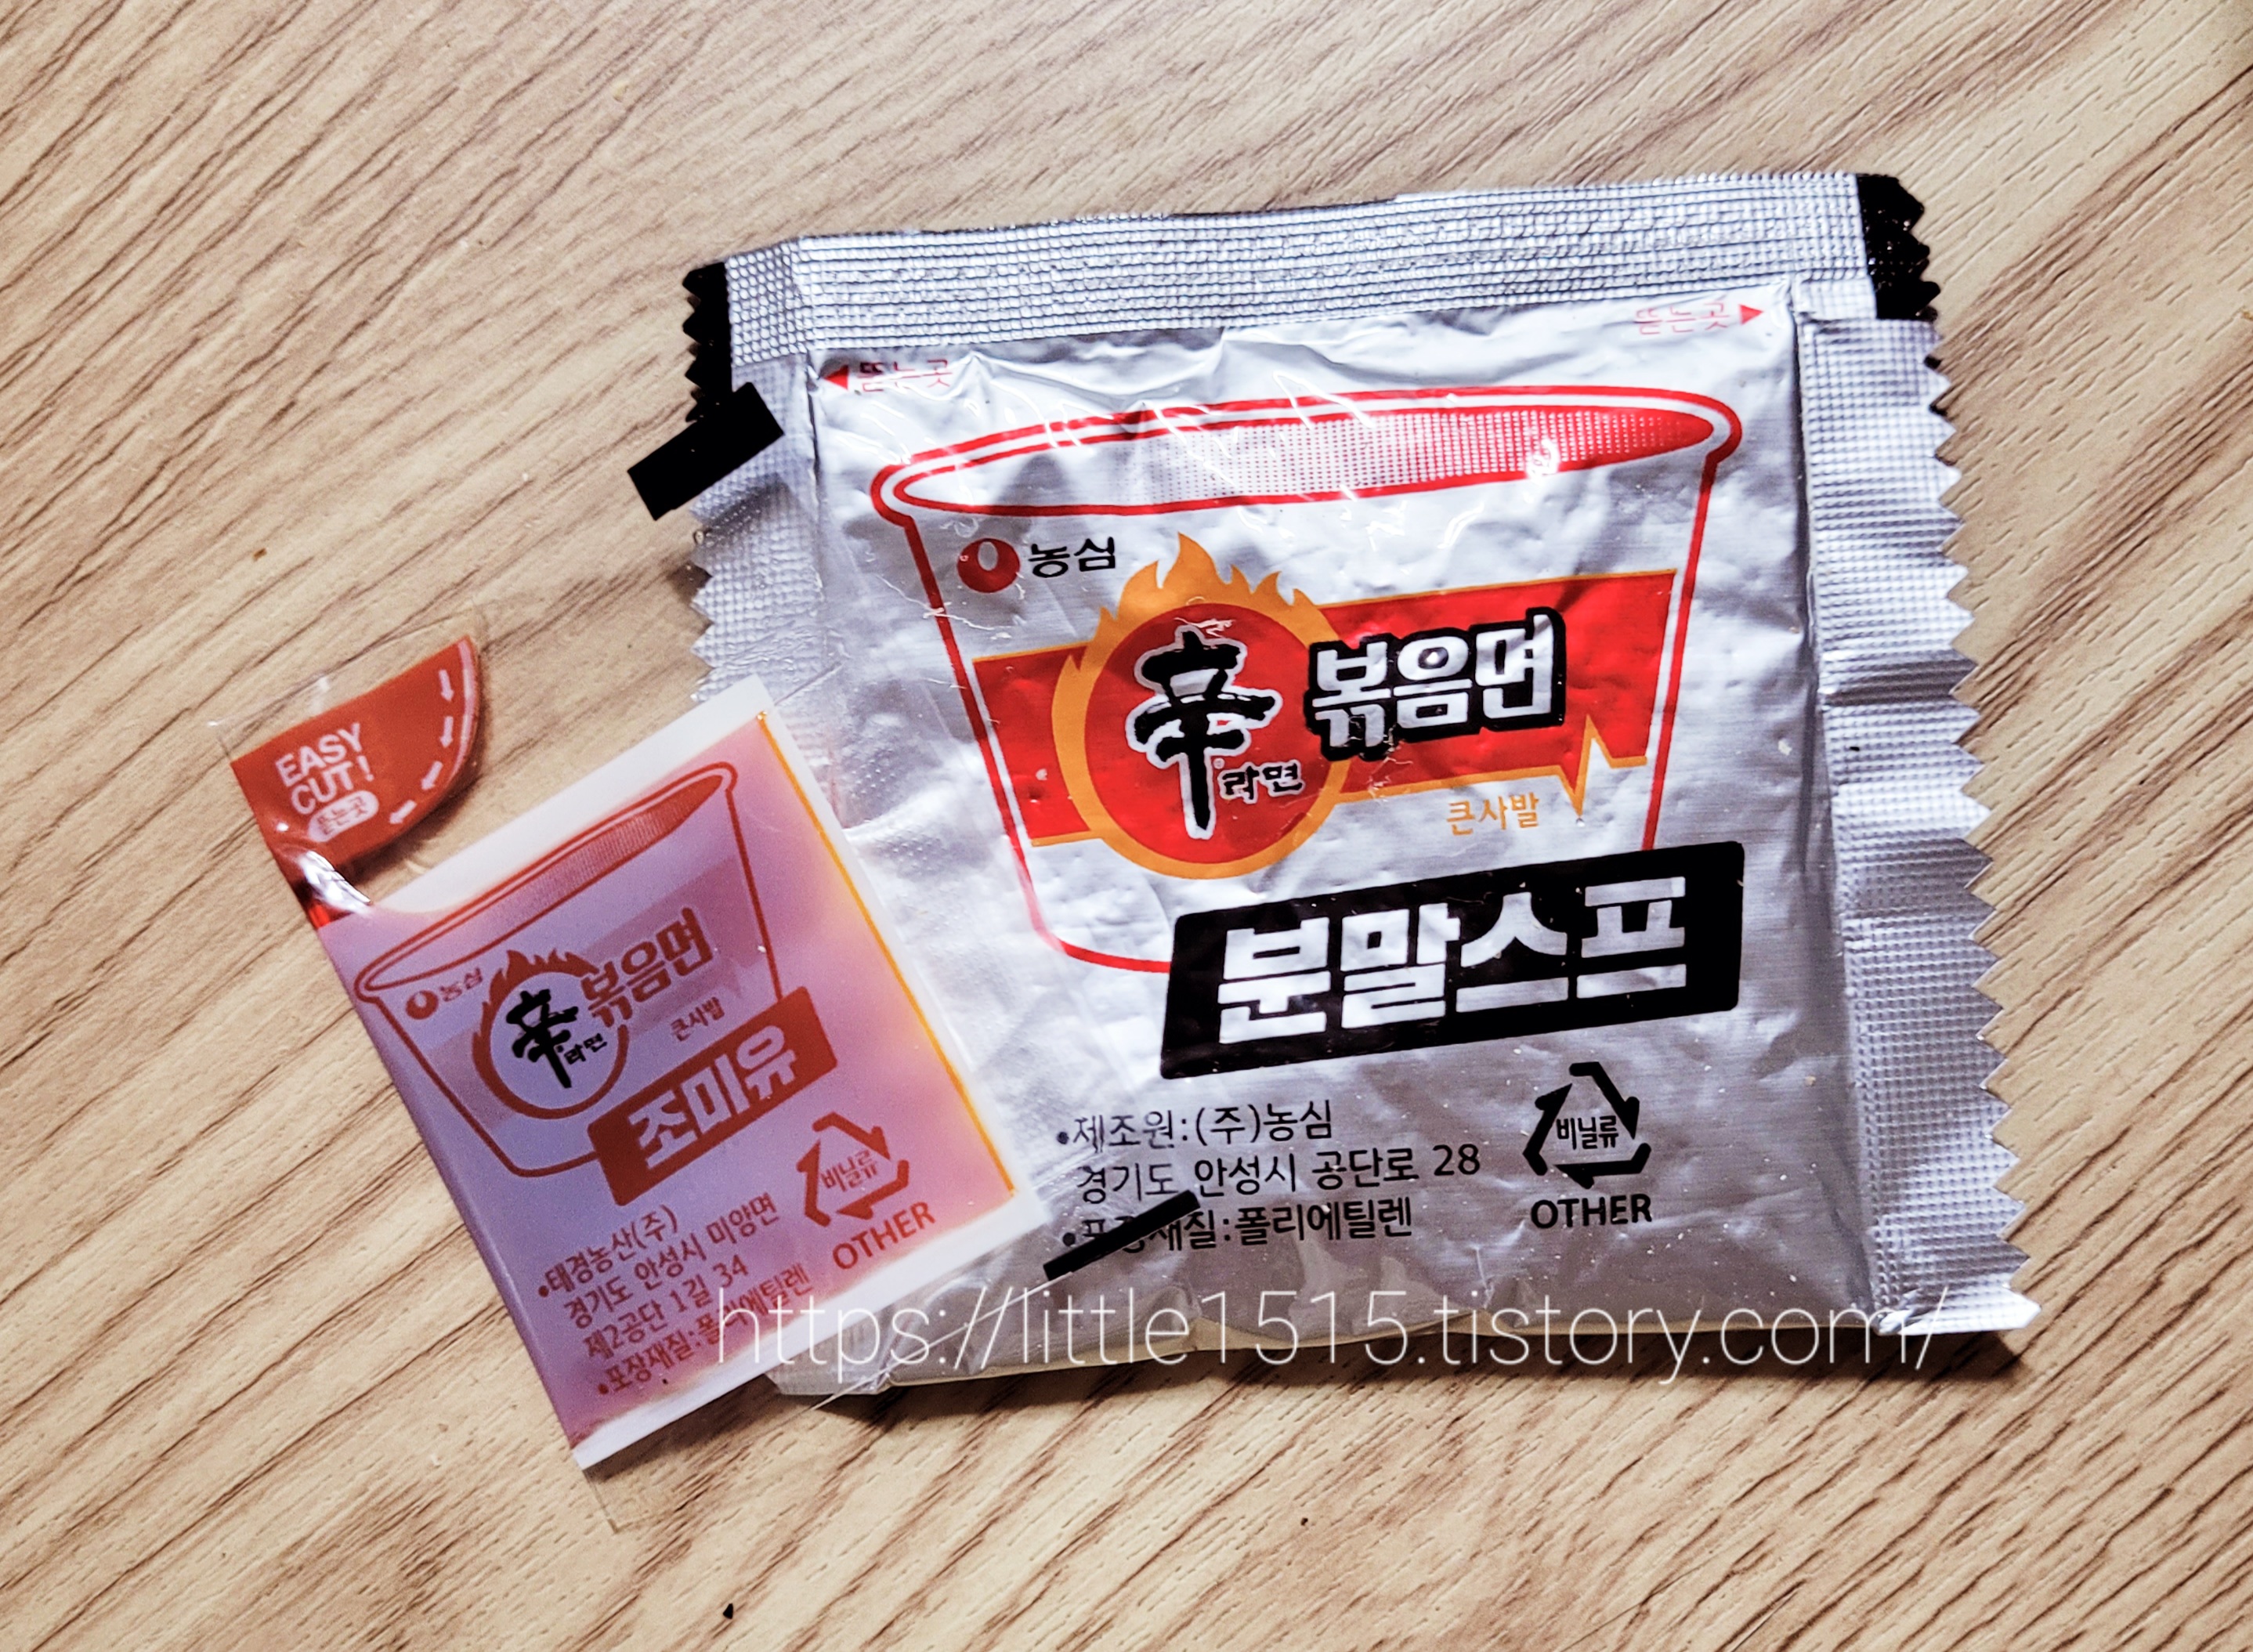 뜯는곳
뜯는곳
농심
辛라면 볶음면
큰사발
분말스프
•제조원:(주)농심
경기도 안성시 공단로 28
•포장재질:폴리에틸렌
비닐류
OTHER
EASY
CUT!
뜯는곳
농심
辛라면 볶음면
큰사발
조미유
비닐류
OTHER
•태경농산(주)
경기도 안성시 미양면
제2공단 1길 34
•포장재질:폴리에틸렌
https://little1515.tistory.com/